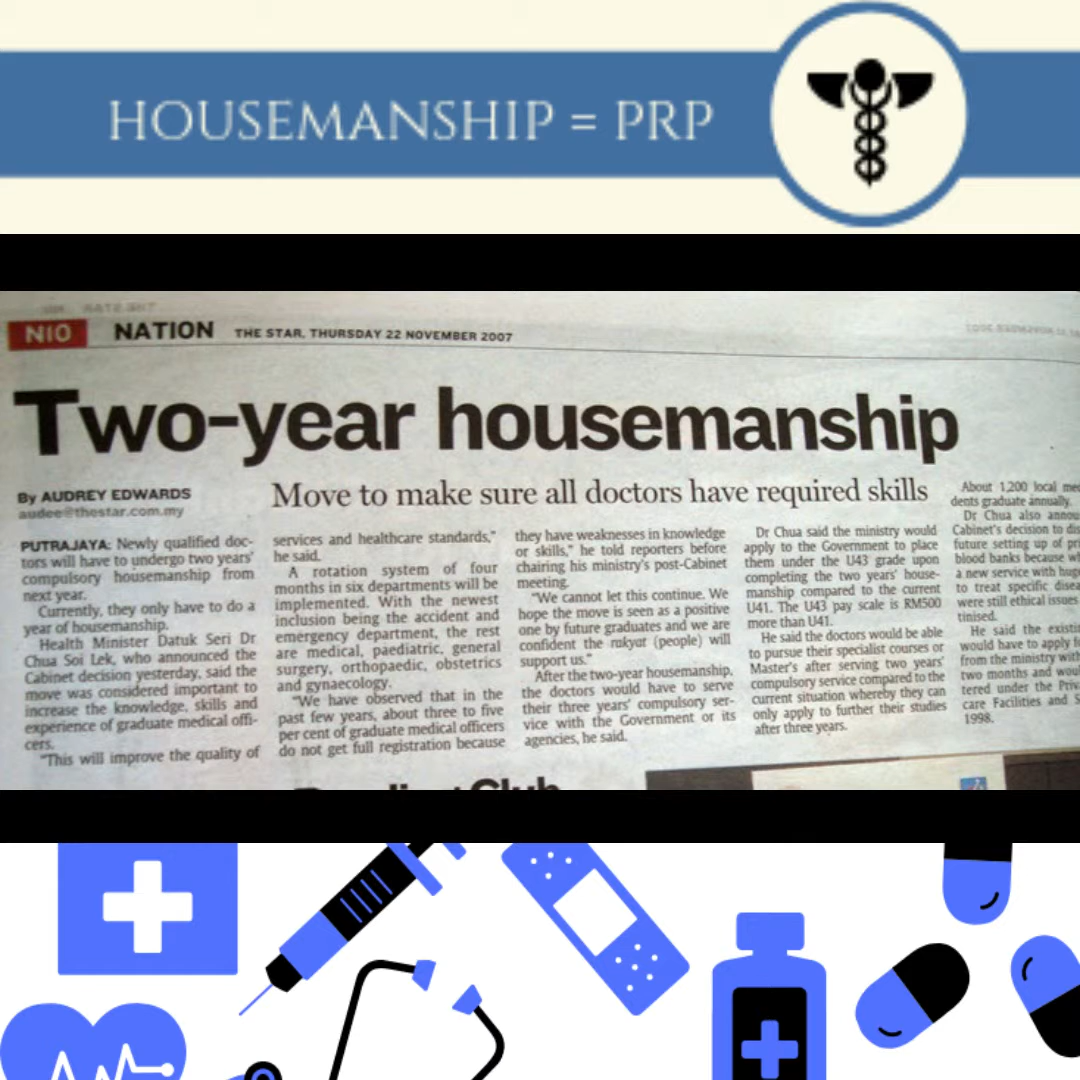 HOUSEMANSHIP = PRP
N10 NATION THE STAR, THURSDAY 22 NOVEMBER 2007
Two-year housemanship
Move to make sure all doctors have required skills
By AUDREY EDWARDS
audee@thestar.com.my
PUTRAJAYA: Newly qualified doc-
tors will have to undergo two years'
compulsory housemanship from
next year.
Currently, they only have to do a
year of housemanship.
Health Minister Datuk Seri Dr
Chua Soi Lek, who announced the
Cabinet decision yesterday, said the
move was considered important to
increase the knowledge, skills and
experience of graduate medical offi-
cers.
"This will improve the quality of
services and healthcare standards,"
he said.
A rotation system of four
months in six departments will be
implemented. With the newest
inclusion being the accident and
emergency department, the rest
are medical, paediatric, general
surgery, orthopaedic, obstetrics
and gynaecology.
"We have observed that in the
past few years, about three to five
per cent of graduate medical officers
do not get full registration because
they have weaknesses in knowledge
or skills," he told reporters before
chairing his ministry's post-Cabinet
meeting.
"We cannot let this continue. We
hope the move is seen as a positive
one by future graduates and we are
confident the rakyat (people) will
support us."
After the two-year housemanship,
the doctors would have to serve
their three years' compulsory ser-
vice with the Government or its
agencies, he said.
Dr Chua said the ministry would
apply to the Government to place
them under the U43 grade upon
completing the two years' house-
manship compared to the current
U41. The U43 pay scale is RM500
more than U41.
He said the doctors would be able
to pursue their specialist courses or
Master's after serving two years'
compulsory service compared to the
current situation whereby they can
only apply to further their studies
after three years.
About 1,200 local med
dents graduate annually.
Dr Chua also annou
Cabinet's decision to dis
future setting up of pri
blood banks because wh
a new service with hug
to treat specific diseas
were still ethical issues
tinised.
He said the existi
would have to apply f
from the ministry with
two months and wou
tered under the Priv
care Facilities and S
1998.